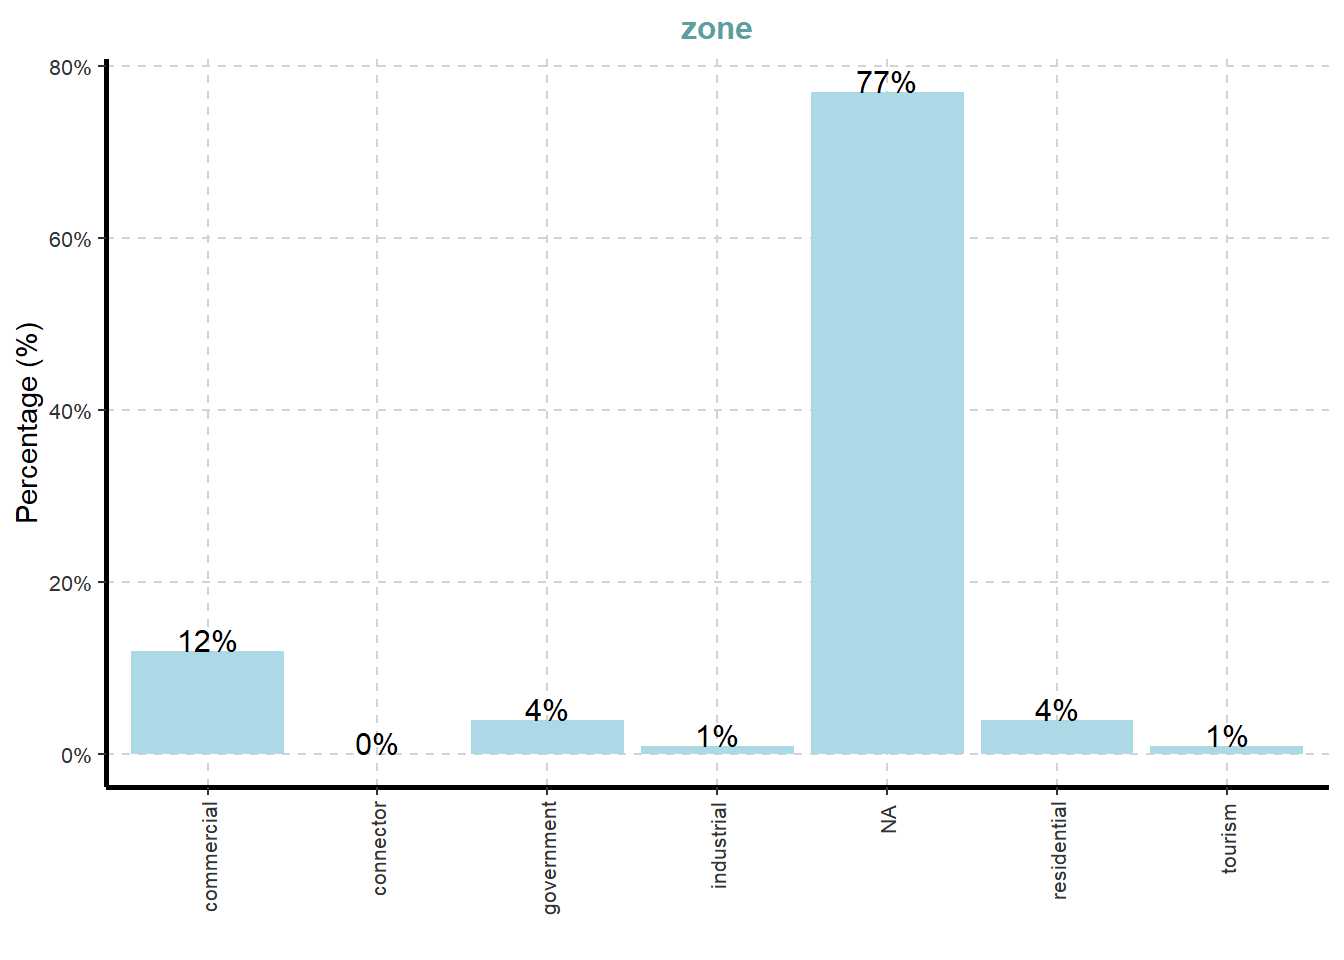 zone
Percentage (%)
80%
60%
40%
20%
0%
12%
0%
4%
1%
77%
4%
1%
commercial
connector
government
industrial
NA
residential
tourism